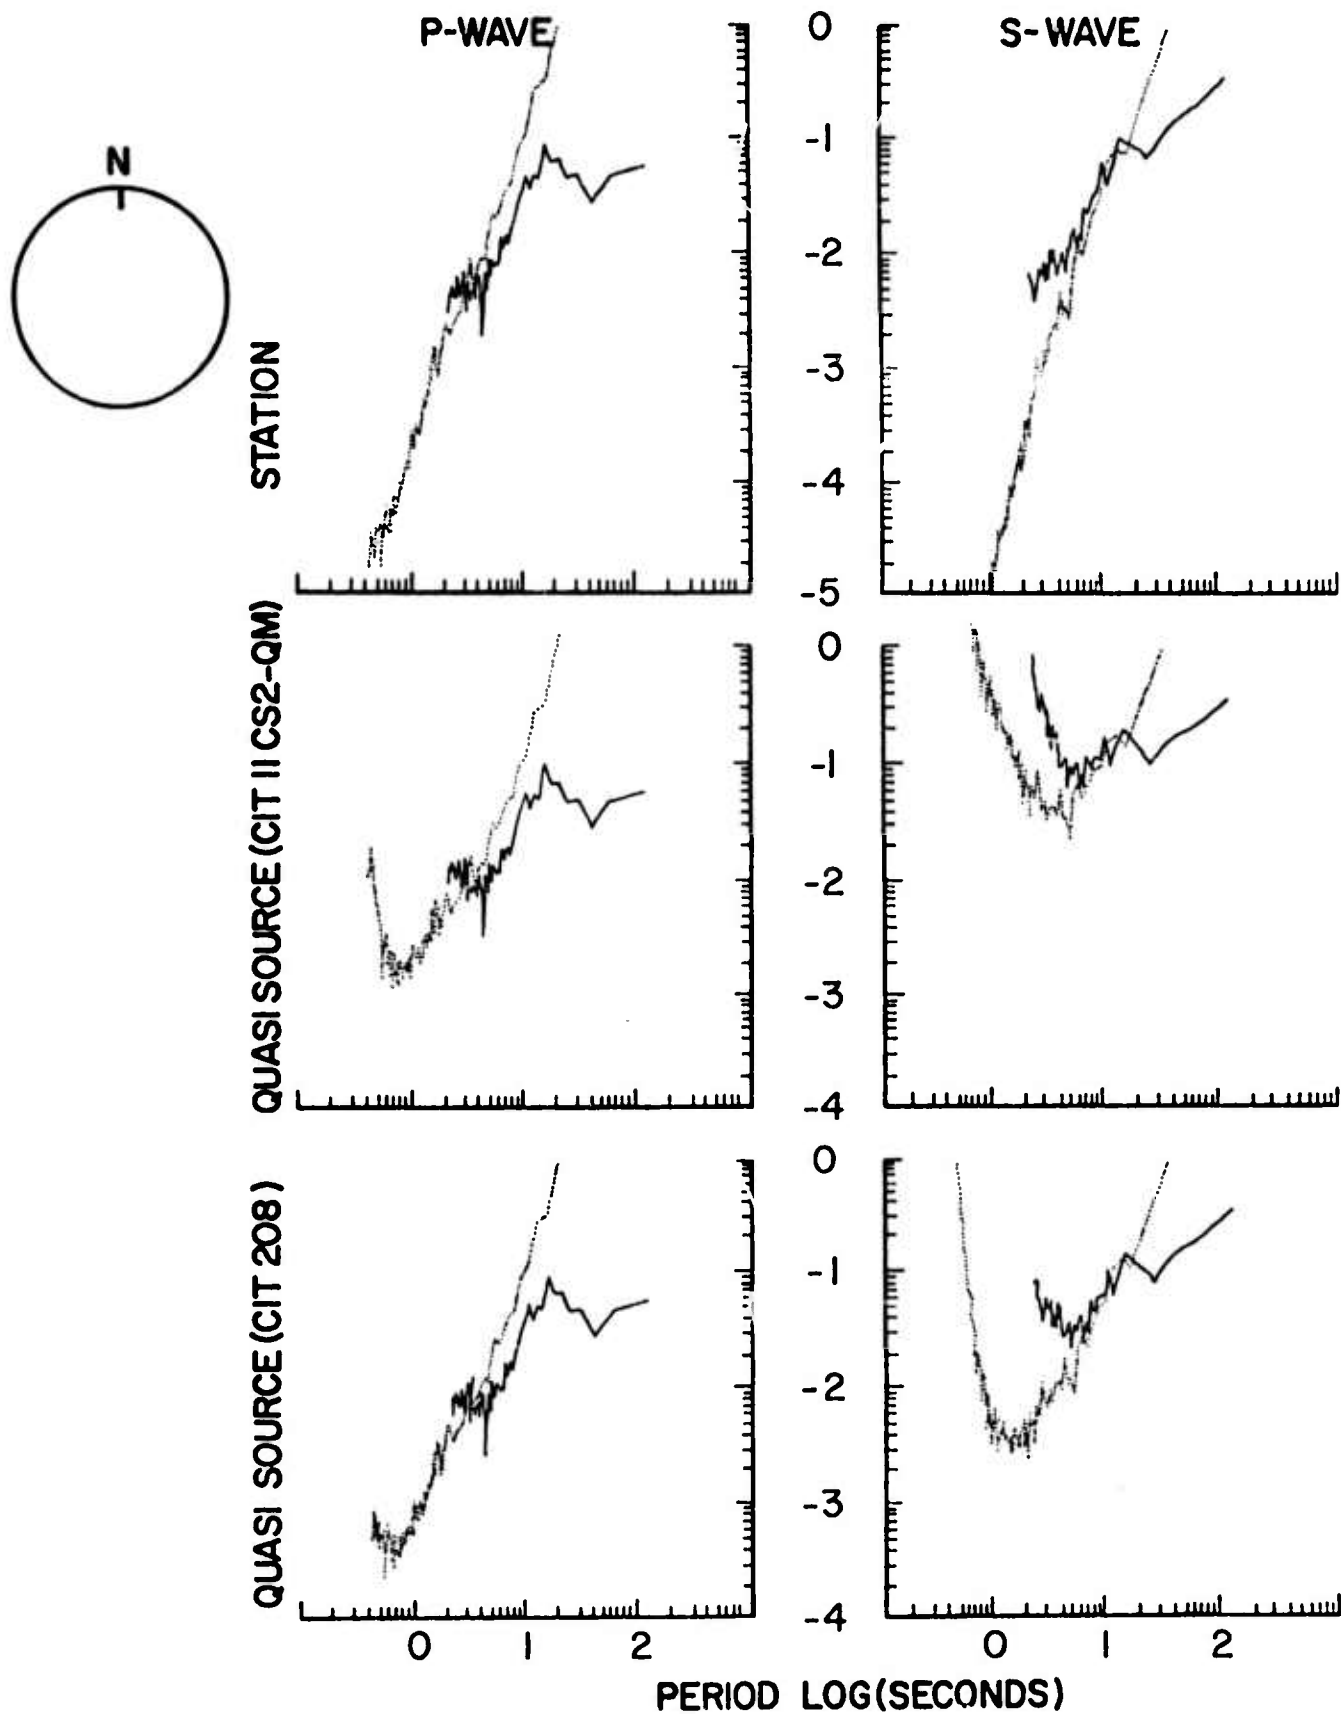 P-WAVE
S-WAVE
N
STATION
0
-1
-2
-3
-4
-5
QUASI SOURCE (CIT 11 CS2-QM)
0
-1
-2
-3
-4
QUASI SOURCE (CIT 208)
0
-1
-2
-3
-4
0 1 2
0 1 2
PERIOD LOG (SECONDS)